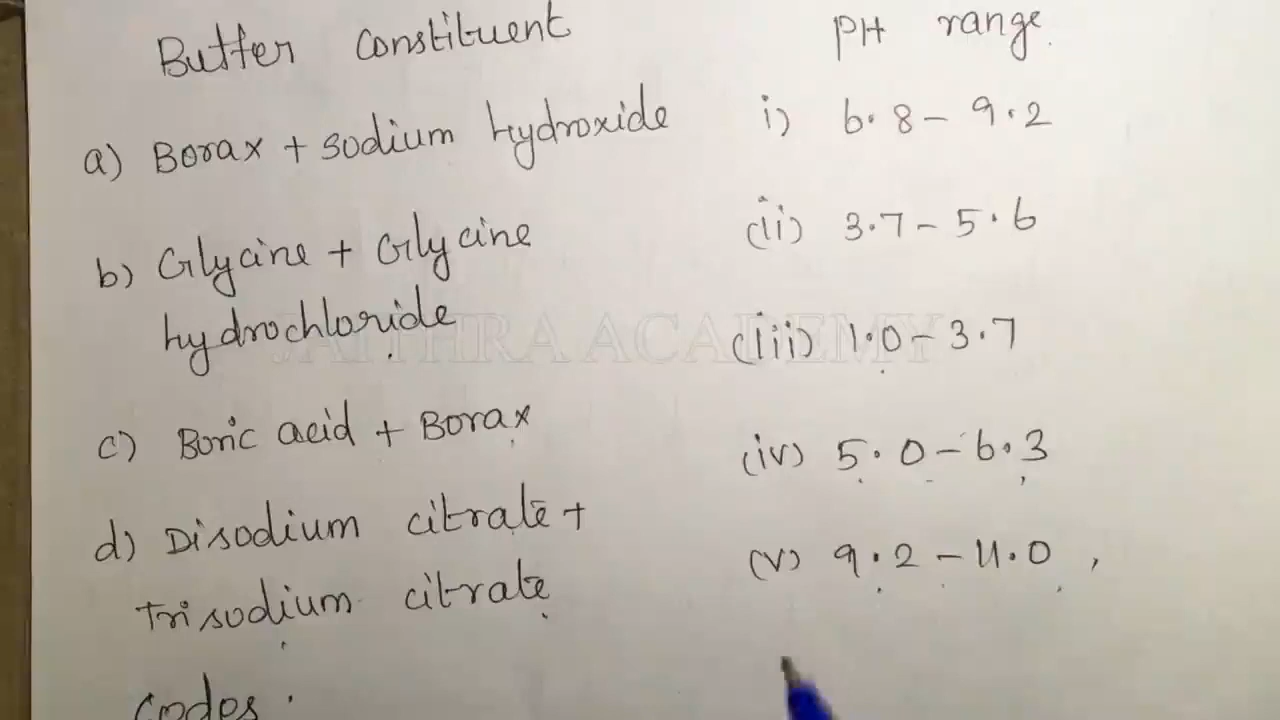 Buffer constituent PH range.
a) Borax + sodium hydroxide i) 6.8 - 9.2
b) Glycine + Glycine (ii) 3.7 - 5.6
hydrochloride (iii) 1.0 - 3.7
JAITHRA ACADEMY
c) Boric acid + Borax (iv) 5.0 - 6.3
d) Disodium citrate + (v) 9.2 - 11.0,
Trisodium citrate
Codes.